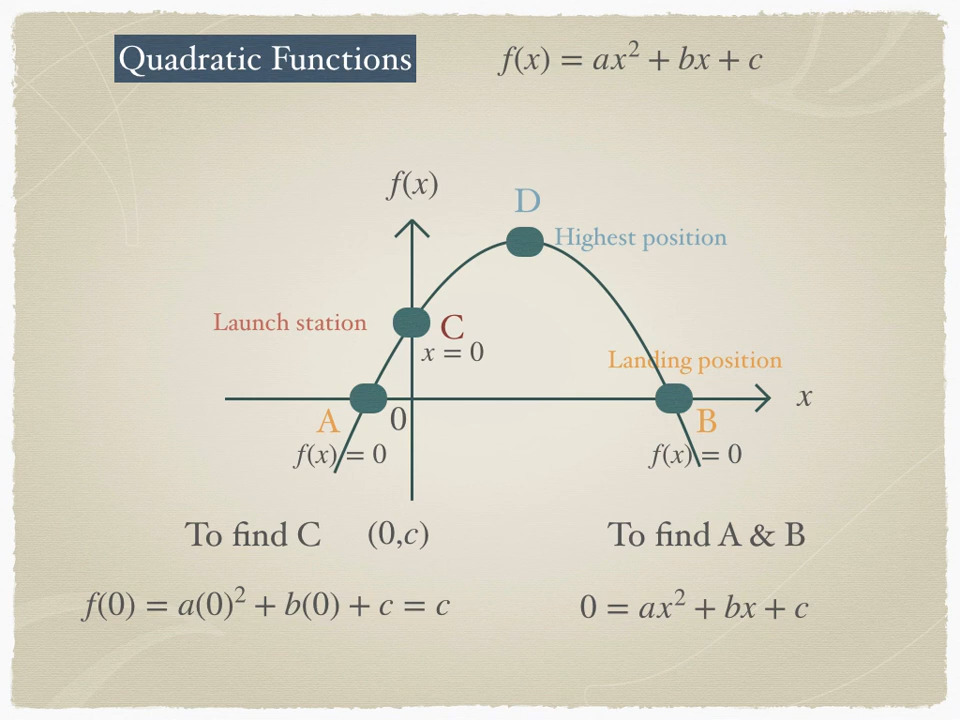 Quadratic Functions
f(x) = ax² + bx + c
f(x)
D
Highest position
Launch station
C
x = 0
Landing position
x
A
0
B
f(x) = 0
f(x) = 0
To find C (0,c)
To find A & B
f(0) = a(0)² + b(0) + c = c
0 = ax² + bx + c